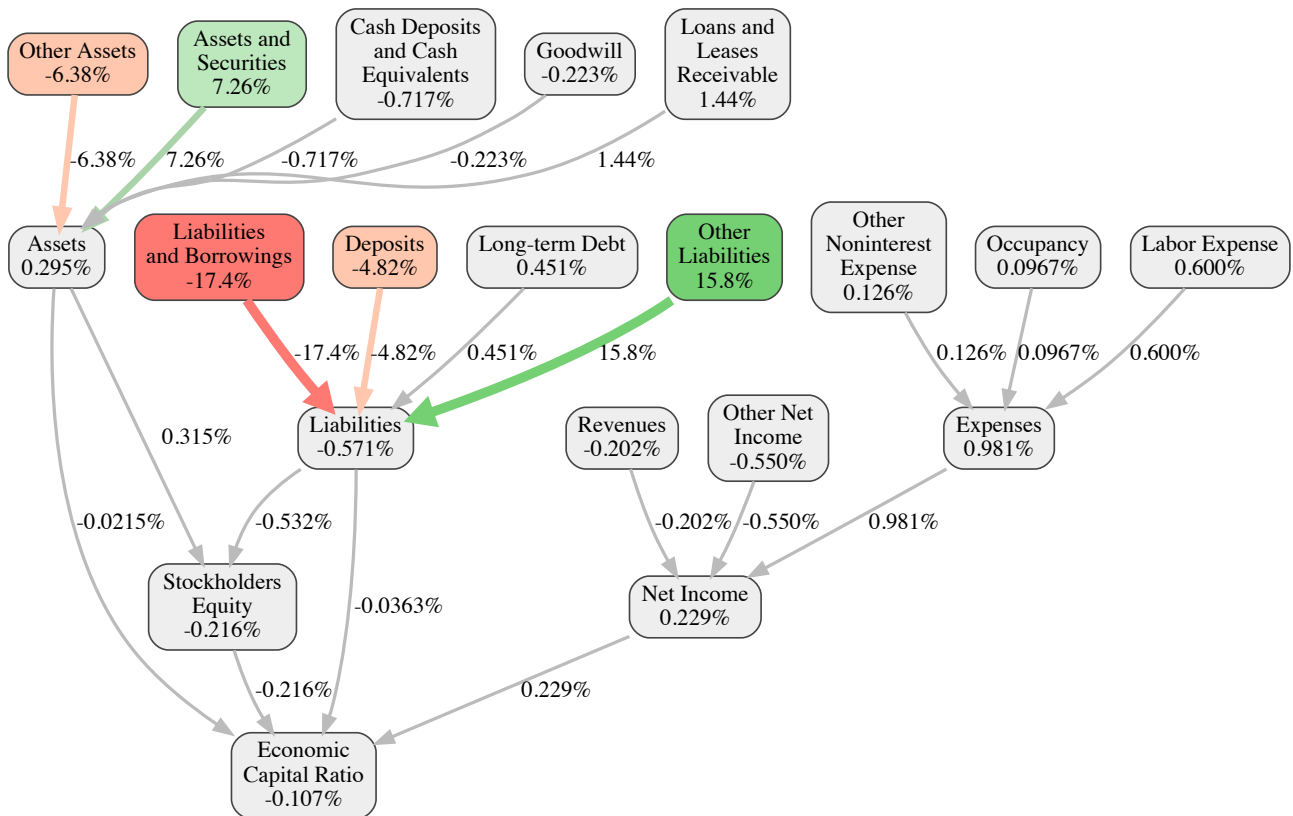 Other Assets
-6.38%
Assets and
Securities
7.26%
Cash Deposits
and Cash
Equivalents
-0.717%
Goodwill
-0.223%
Loans and
Leases
Receivable
1.44%
-6.38%
7.26%
-0.717%
-0.223%
1.44%
Assets
0.295%
Liabilities
and Borrowings
-17.4%
Deposits
-4.82%
Long-term Debt
0.451%
Other
Liabilities
15.8%
Other
Noninterest
Expense
0.126%
Occupancy
0.0967%
Labor Expense
0.600%
-17.4%
-4.82%
0.451%
15.8%
0.126%
0.0967%
0.600%
0.315%
Liabilities
-0.571%
Revenues
-0.202%
Other Net
Income
-0.550%
Expenses
0.981%
-0.0215%
-0.532%
-0.202%
-0.550%
0.981%
Stockholders
Equity
-0.216%
-0.0363%
Net Income
0.229%
-0.216%
0.229%
Economic
Capital Ratio
-0.107%